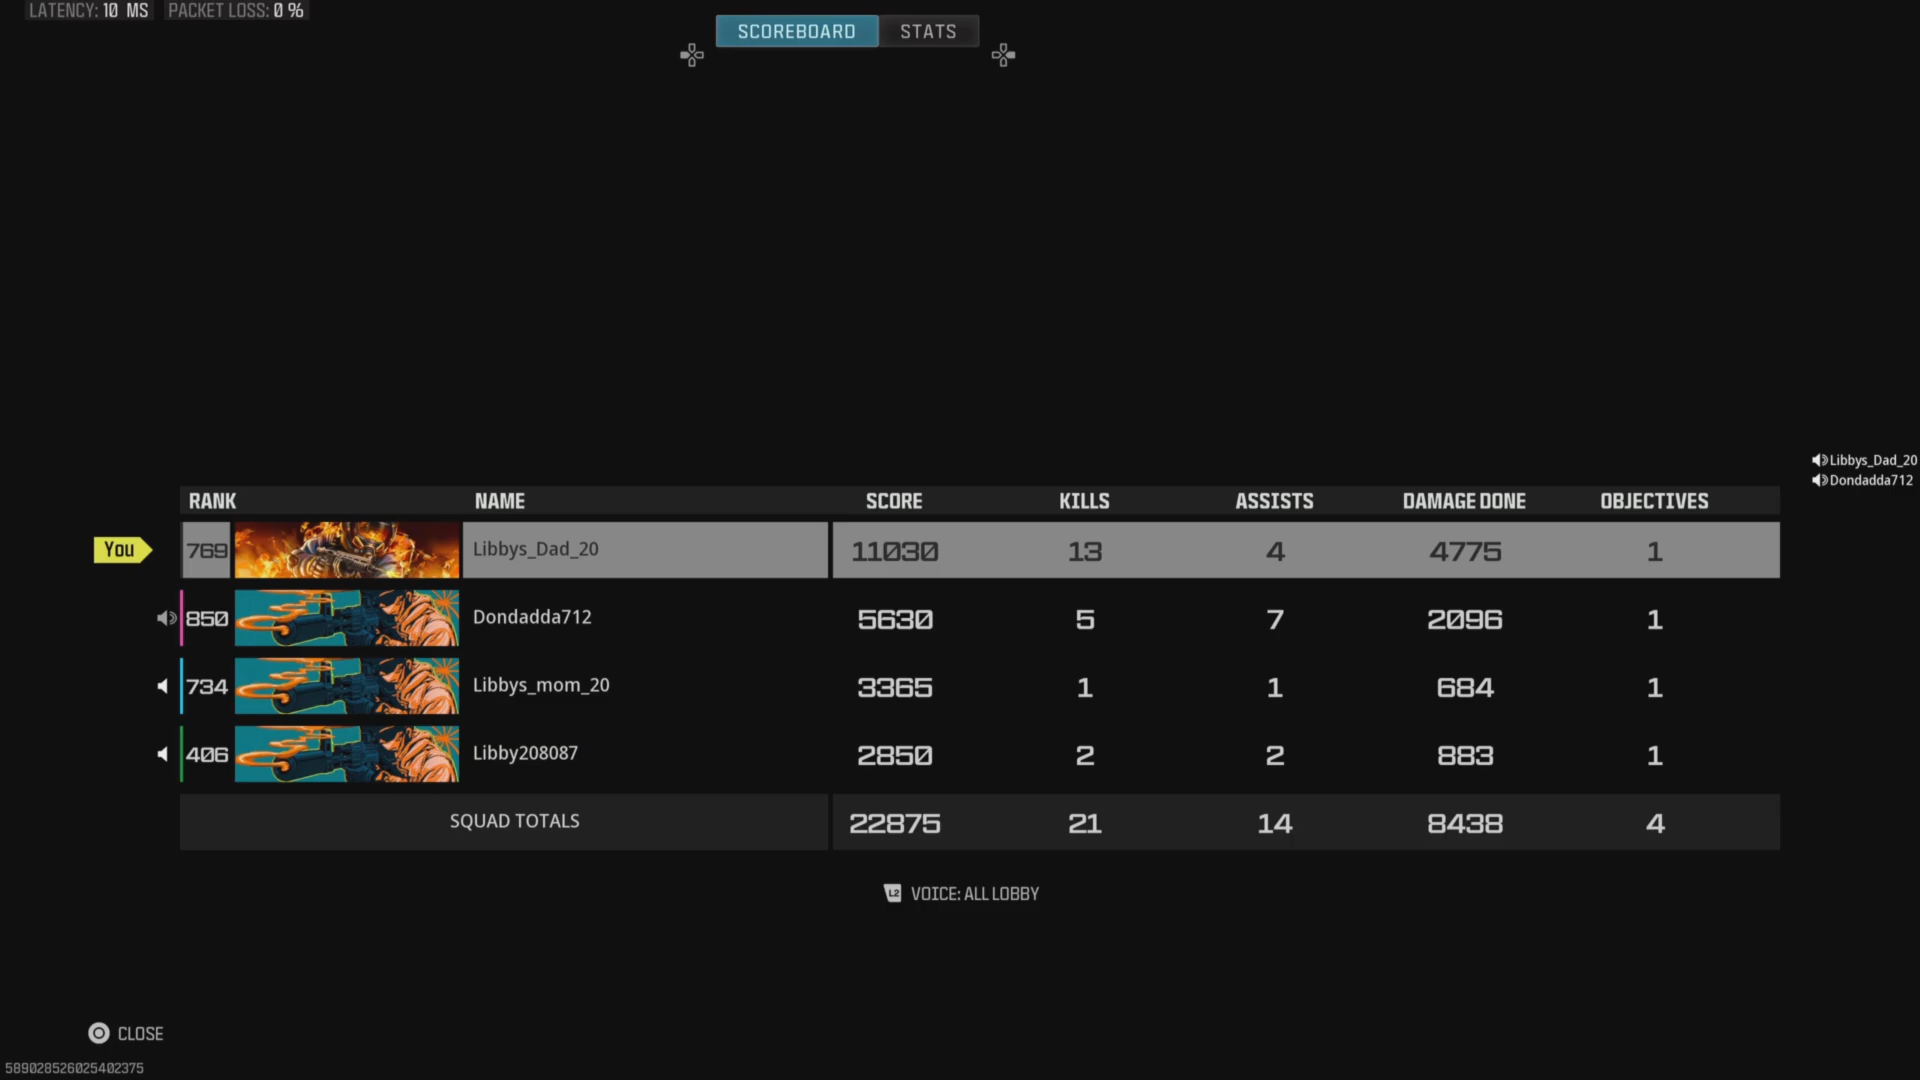 LATENCY: 10 MS PACKET LOSS: 0 %
SCOREBOARD STATS
Libbys_Dad_20
Dondadda712
RANK NAME SCORE KILLS ASSISTS DAMAGE DONE OBJECTIVES
You 769 Libbys_Dad_20 11030 13 4 4775 1
850 Dondadda712 5630 5 7 2096 1
734 Libbys_mom_20 3365 1 1 684 1
406 Libby208087 2850 2 2 883 1
SQUAD TOTALS 22875 21 14 8438 4
L2 VOICE: ALL LOBBY
CLOSE
589028526025402375